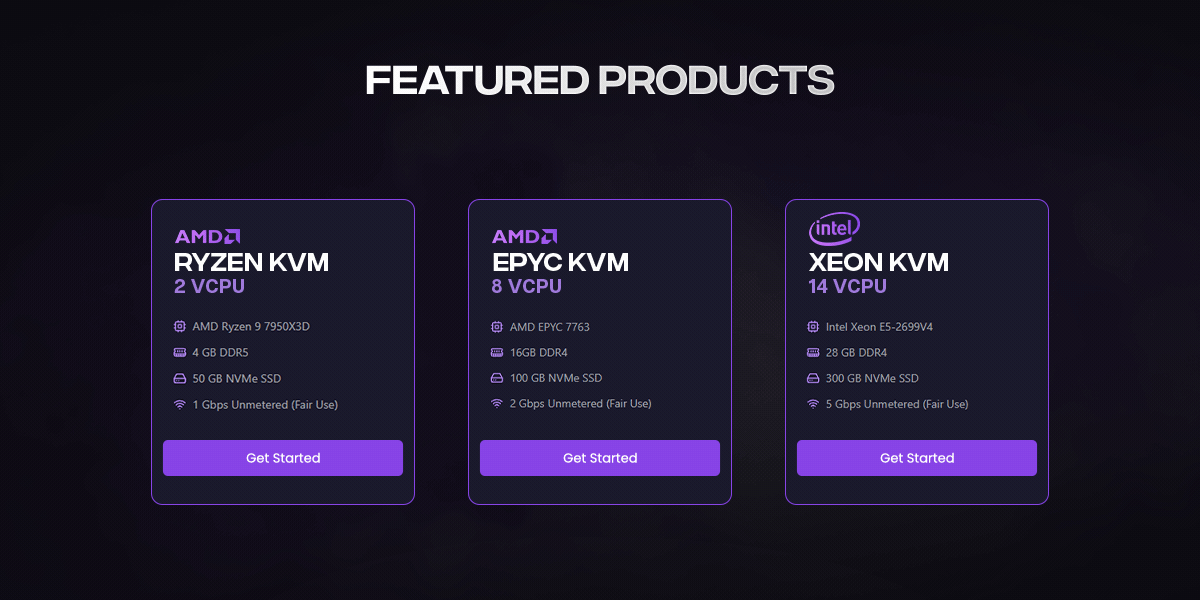 FEATURED PRODUCTS
AMD
RYZEN KVM
2 VCPU
AMD Ryzen 9 7950X3D
4 GB DDR5
50 GB NVMe SSD
1 Gbps Unmetered (Fair Use)
Get Started
AMD
EPYC KVM
8 VCPU
AMD EPYC 7763
16GB DDR4
100 GB NVMe SSD
2 Gbps Unmetered (Fair Use)
Get Started
intel
XEON KVM
14 VCPU
Intel Xeon E5-2699V4
28 GB DDR4
300 GB NVMe SSD
5 Gbps Unmetered (Fair Use)
Get Started